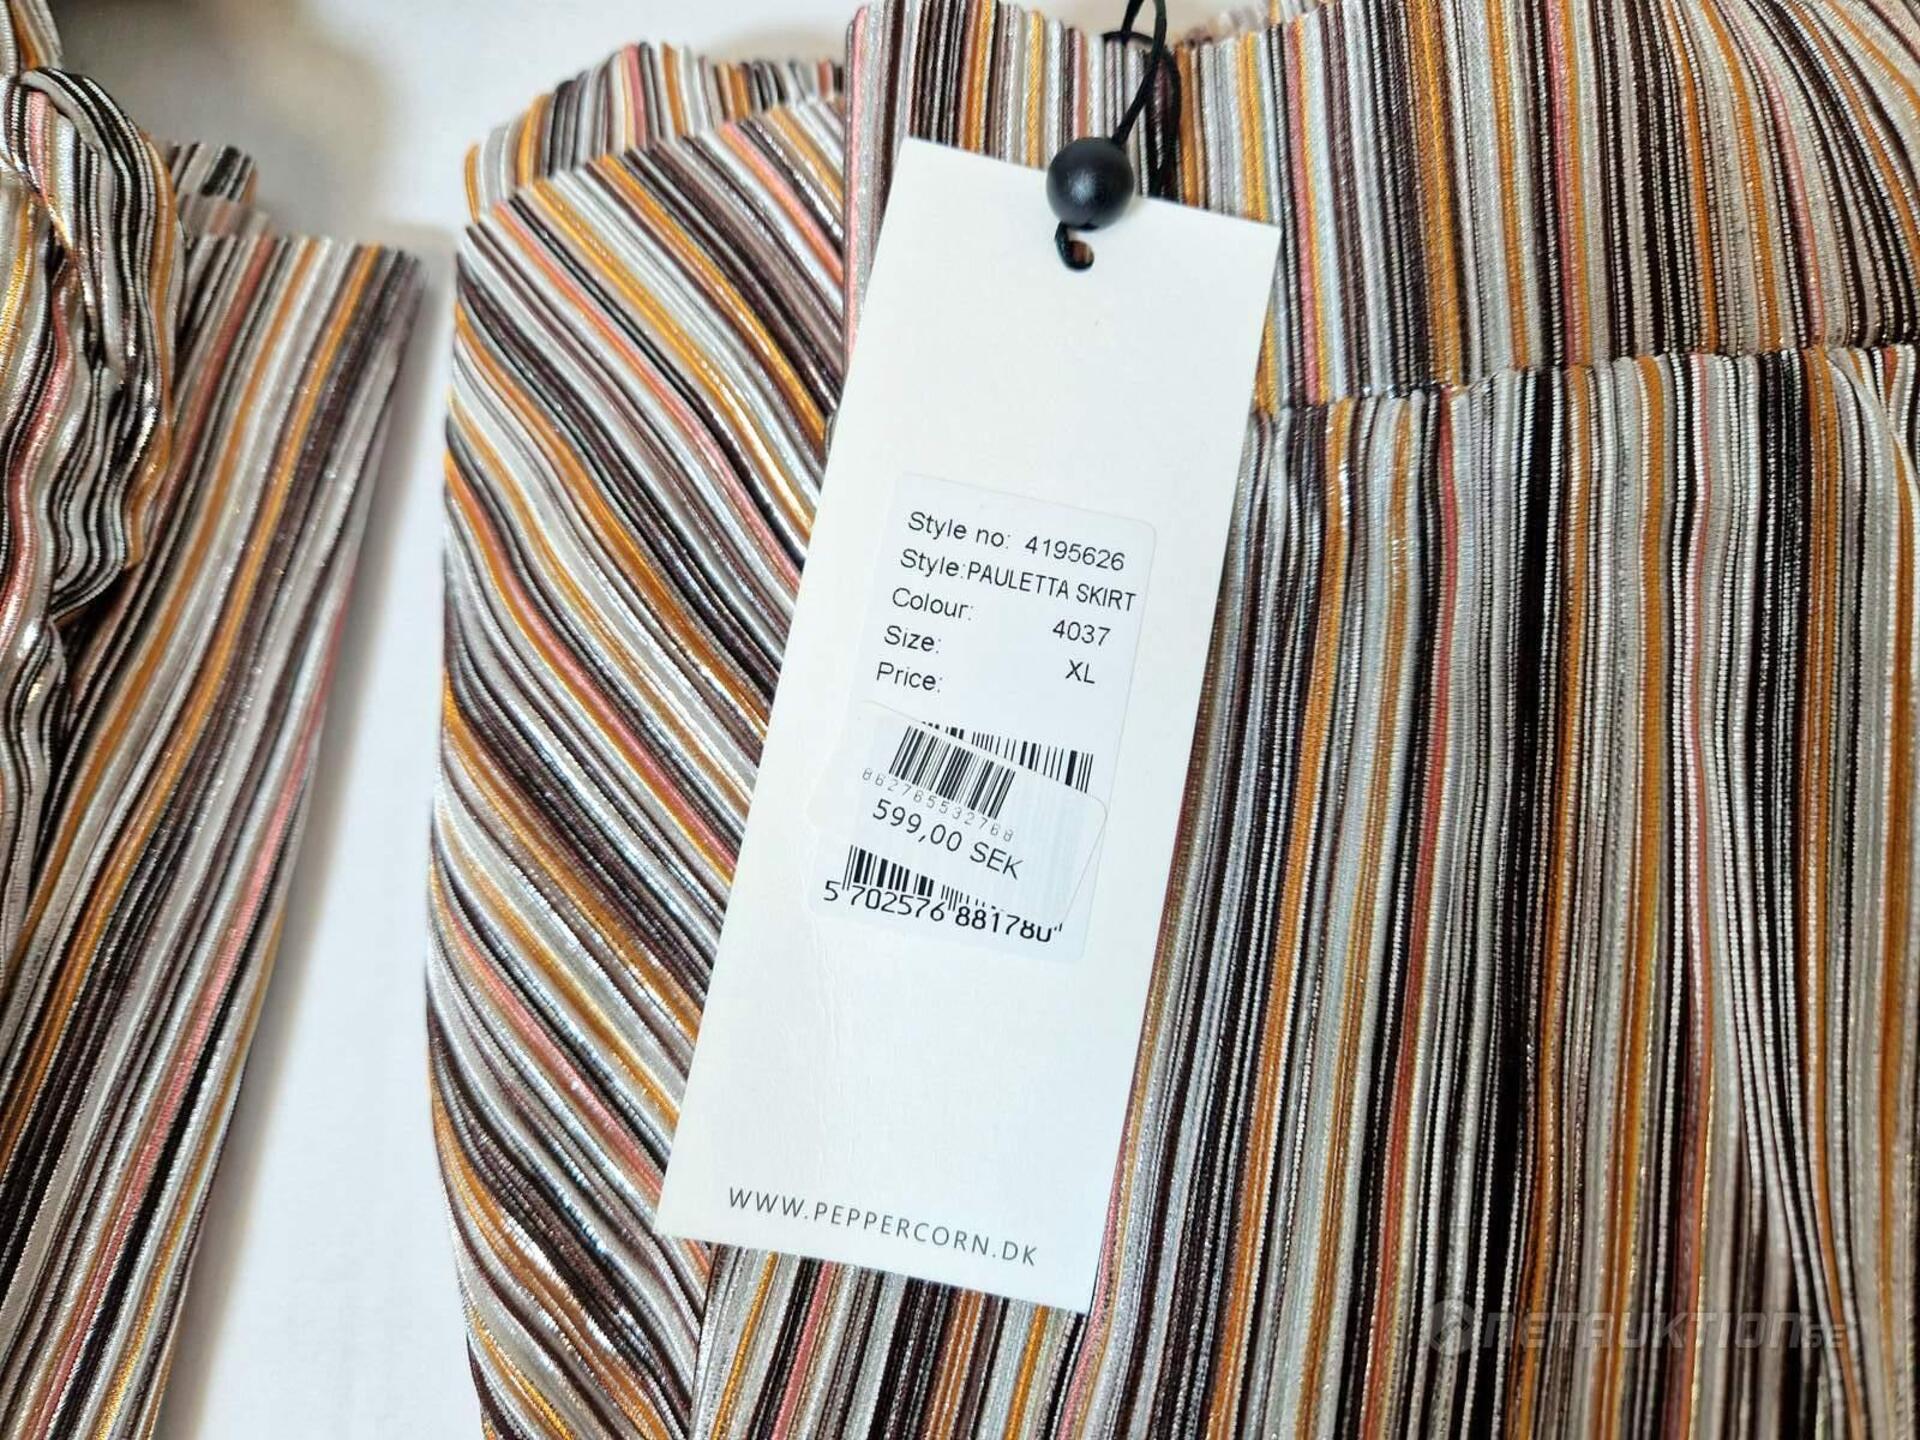 Style no: 4195626
Style:PAULETTA SKIRT
Colour: 4037
Size: XL
Price:
862785532768
599,00 SEK
5 702576 881780
WWW.PEPPERCORN.DK
NETAUKTION.SE